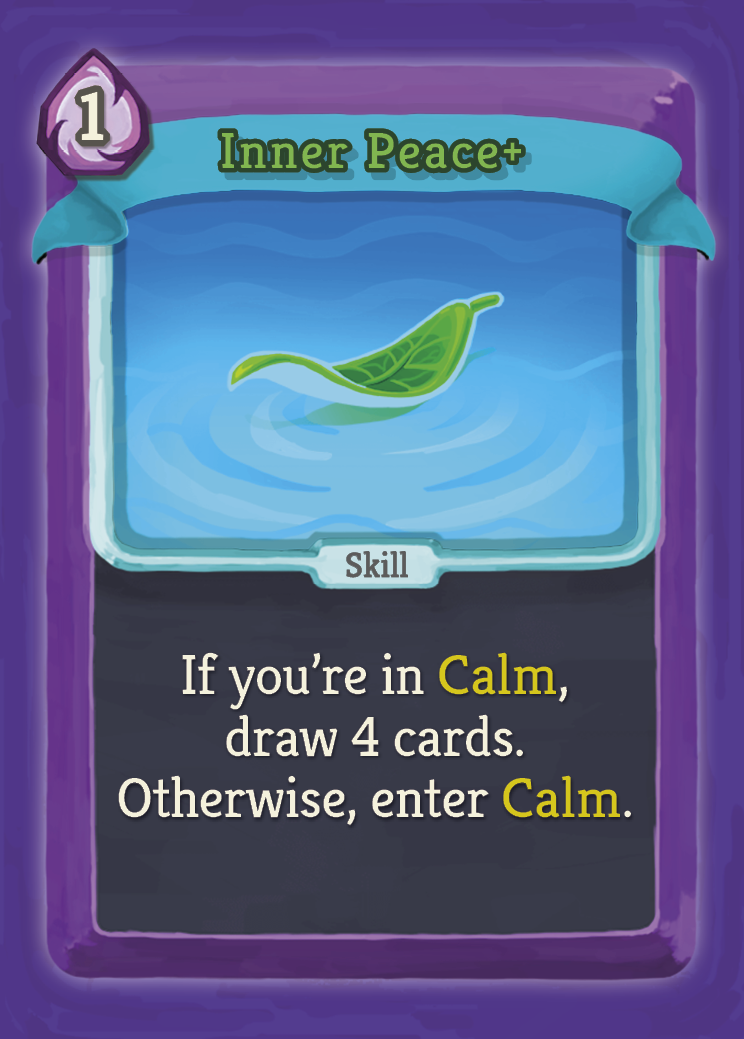 1
Inner Peace+
Skill
If you're in Calm,
draw 4 cards.
Otherwise, enter Calm.